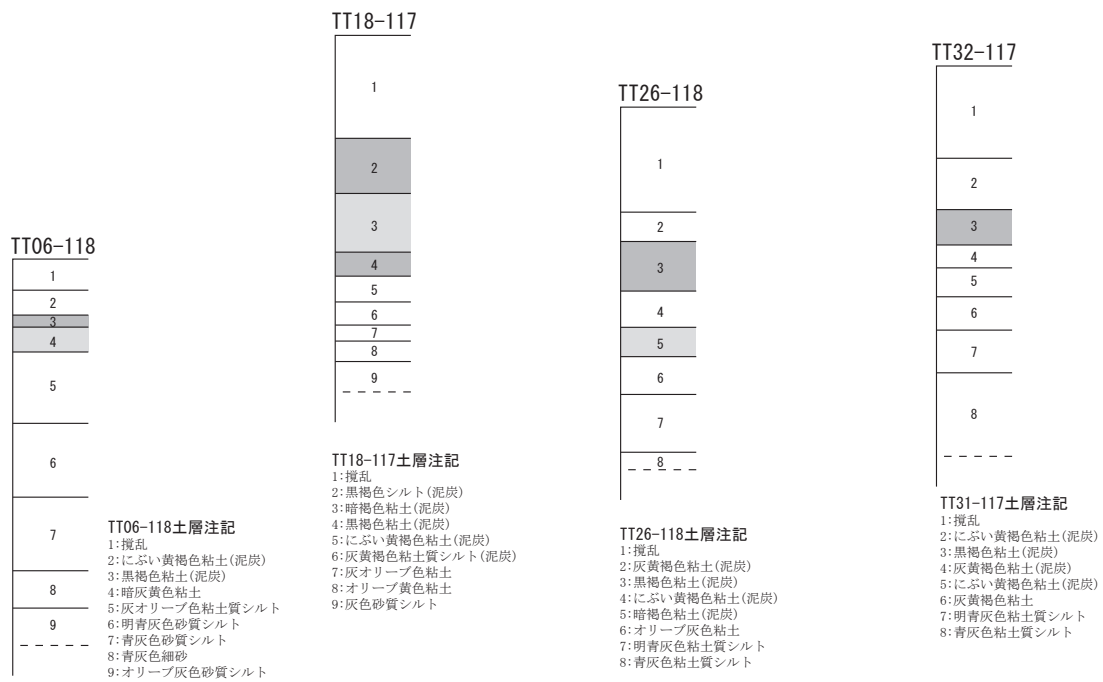 TT06-118
1
2
3
4
5
6
7
8
9
TT06-118土層注記
1:攪乱
2:にぶい黄褐色粘土(泥炭)
3:黒褐色粘土(泥炭)
4:暗灰黄色粘土
5:灰オリーブ色粘土質シルト
6:明青灰色砂質シルト
7:青灰色砂質シルト
8:青灰色細砂
9:オリーブ灰色砂質シルト
TT18-117
1
2
3
4
5
6
7
8
9
TT18-117土層注記
1:攪乱
2:黒褐色シルト(泥炭)
3:暗褐色粘土(泥炭)
4:黒褐色粘土(泥炭)
5:にぶい黄褐色粘土(泥炭)
6:灰黄褐色粘土質シルト(泥炭)
7:灰オリーブ色粘土
8:オリーブ黄色粘土
9:灰色砂質シルト
TT26-118
1
2
3
4
5
6
7
8
TT26-118土層注記
1:攪乱
2:灰黄褐色粘土(泥炭)
3:黒褐色粘土(泥炭)
4:にぶい黄褐色粘土(泥炭)
5:暗褐色粘土(泥炭)
6:オリーブ灰色粘土
7:明青灰色粘土質シルト
8:青灰色粘土質シルト
TT32-117
1
2
3
4
5
6
7
8
TT31-117土層注記
1:攪乱
2:にぶい黄褐色粘土(泥炭)
3:黒褐色粘土(泥炭)
4:灰黄褐色粘土(泥炭)
5:にぶい黄褐色粘土(泥炭)
6:灰黄褐色粘土
7:明青灰色粘土質シルト
8:青灰色粘土質シルト